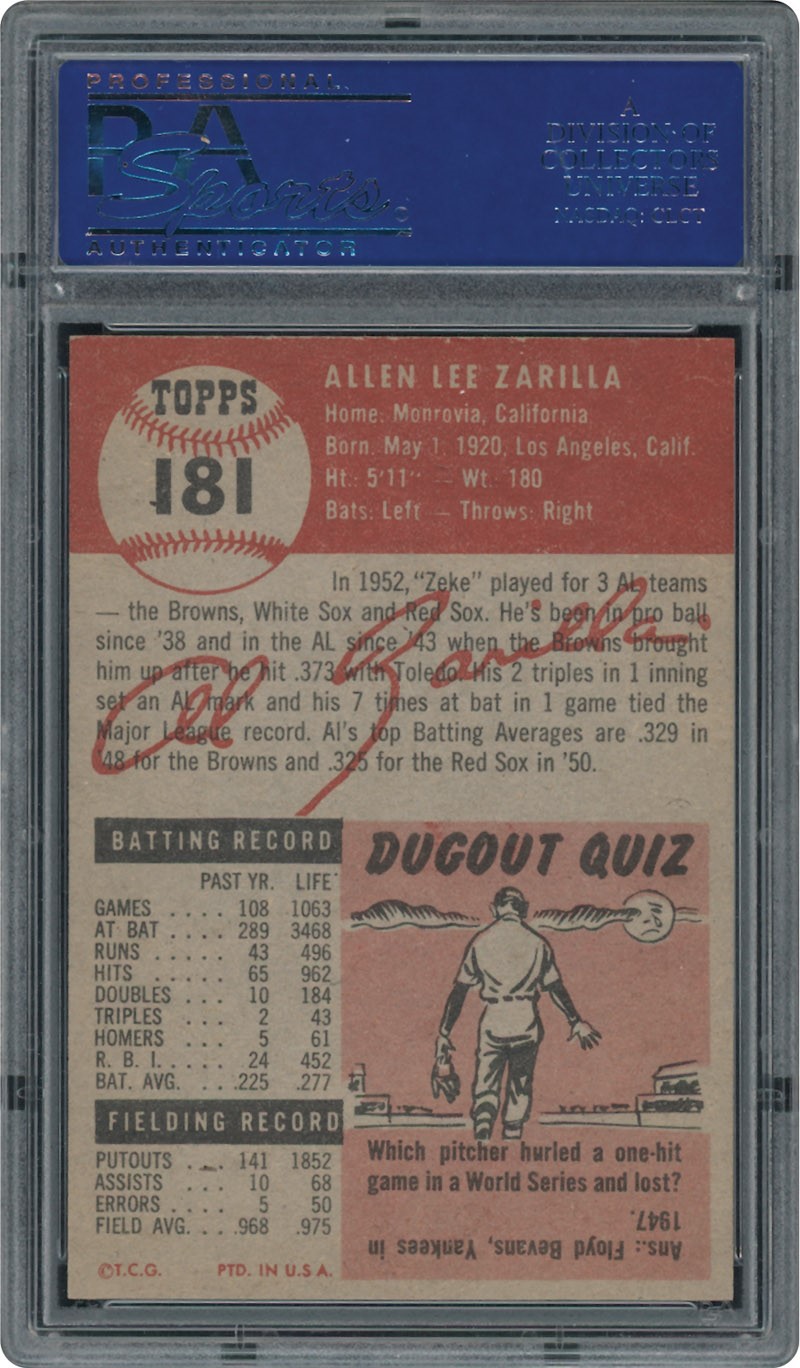 PROFESSIONAL
PSA
Sports
AUTHENTICATOR
A
DIVISION OF
COLLECTORS
UNIVERSE
NASDAQ: CLCT
TOPPS
181
ALLEN LEE ZARILLA
Home: Monrovia, California
Born. May 1, 1920, Los Angeles, Calif.
Ht.: 5'11" — Wt.: 180
Bats: Left — Throws: Right
In 1952, "Zeke" played for 3 AL teams
— the Browns, White Sox and Red Sox. He's been in pro ball
since '38 and in the AL since '43 when the Browns brought
him up after he hit .373 with Toledo. His 2 triples in 1 inning
set an AL mark and his 7 times at bat in 1 game tied the
Major League record. Al's top Batting Averages are .329 in
'48 for the Browns and .325 for the Red Sox in '50.
Al Zarilla
BATTING RECORD
PAST YR. LIFE
GAMES .... 108 1063
AT BAT .... 289 3468
RUNS ..... 43 496
HITS ..... 65 962
DOUBLES ... 10 184
TRIPLES ... 2 43
HOMERS ... 5 61
R. B. I. .... 24 452
BAT. AVG. ... .225 .277
FIELDING RECORD
PUTOUTS ... 141 1852
ASSISTS ... 10 68
ERRORS .... 5 50
FIELD AVG. ... .968 .975
©T.C.G. PTD. IN U.S.A.
DUGOUT QUIZ
Which pitcher hurled a one-hit
game in a World Series and lost?
Ans.: Floyd Bevans, Yankees in
1947.